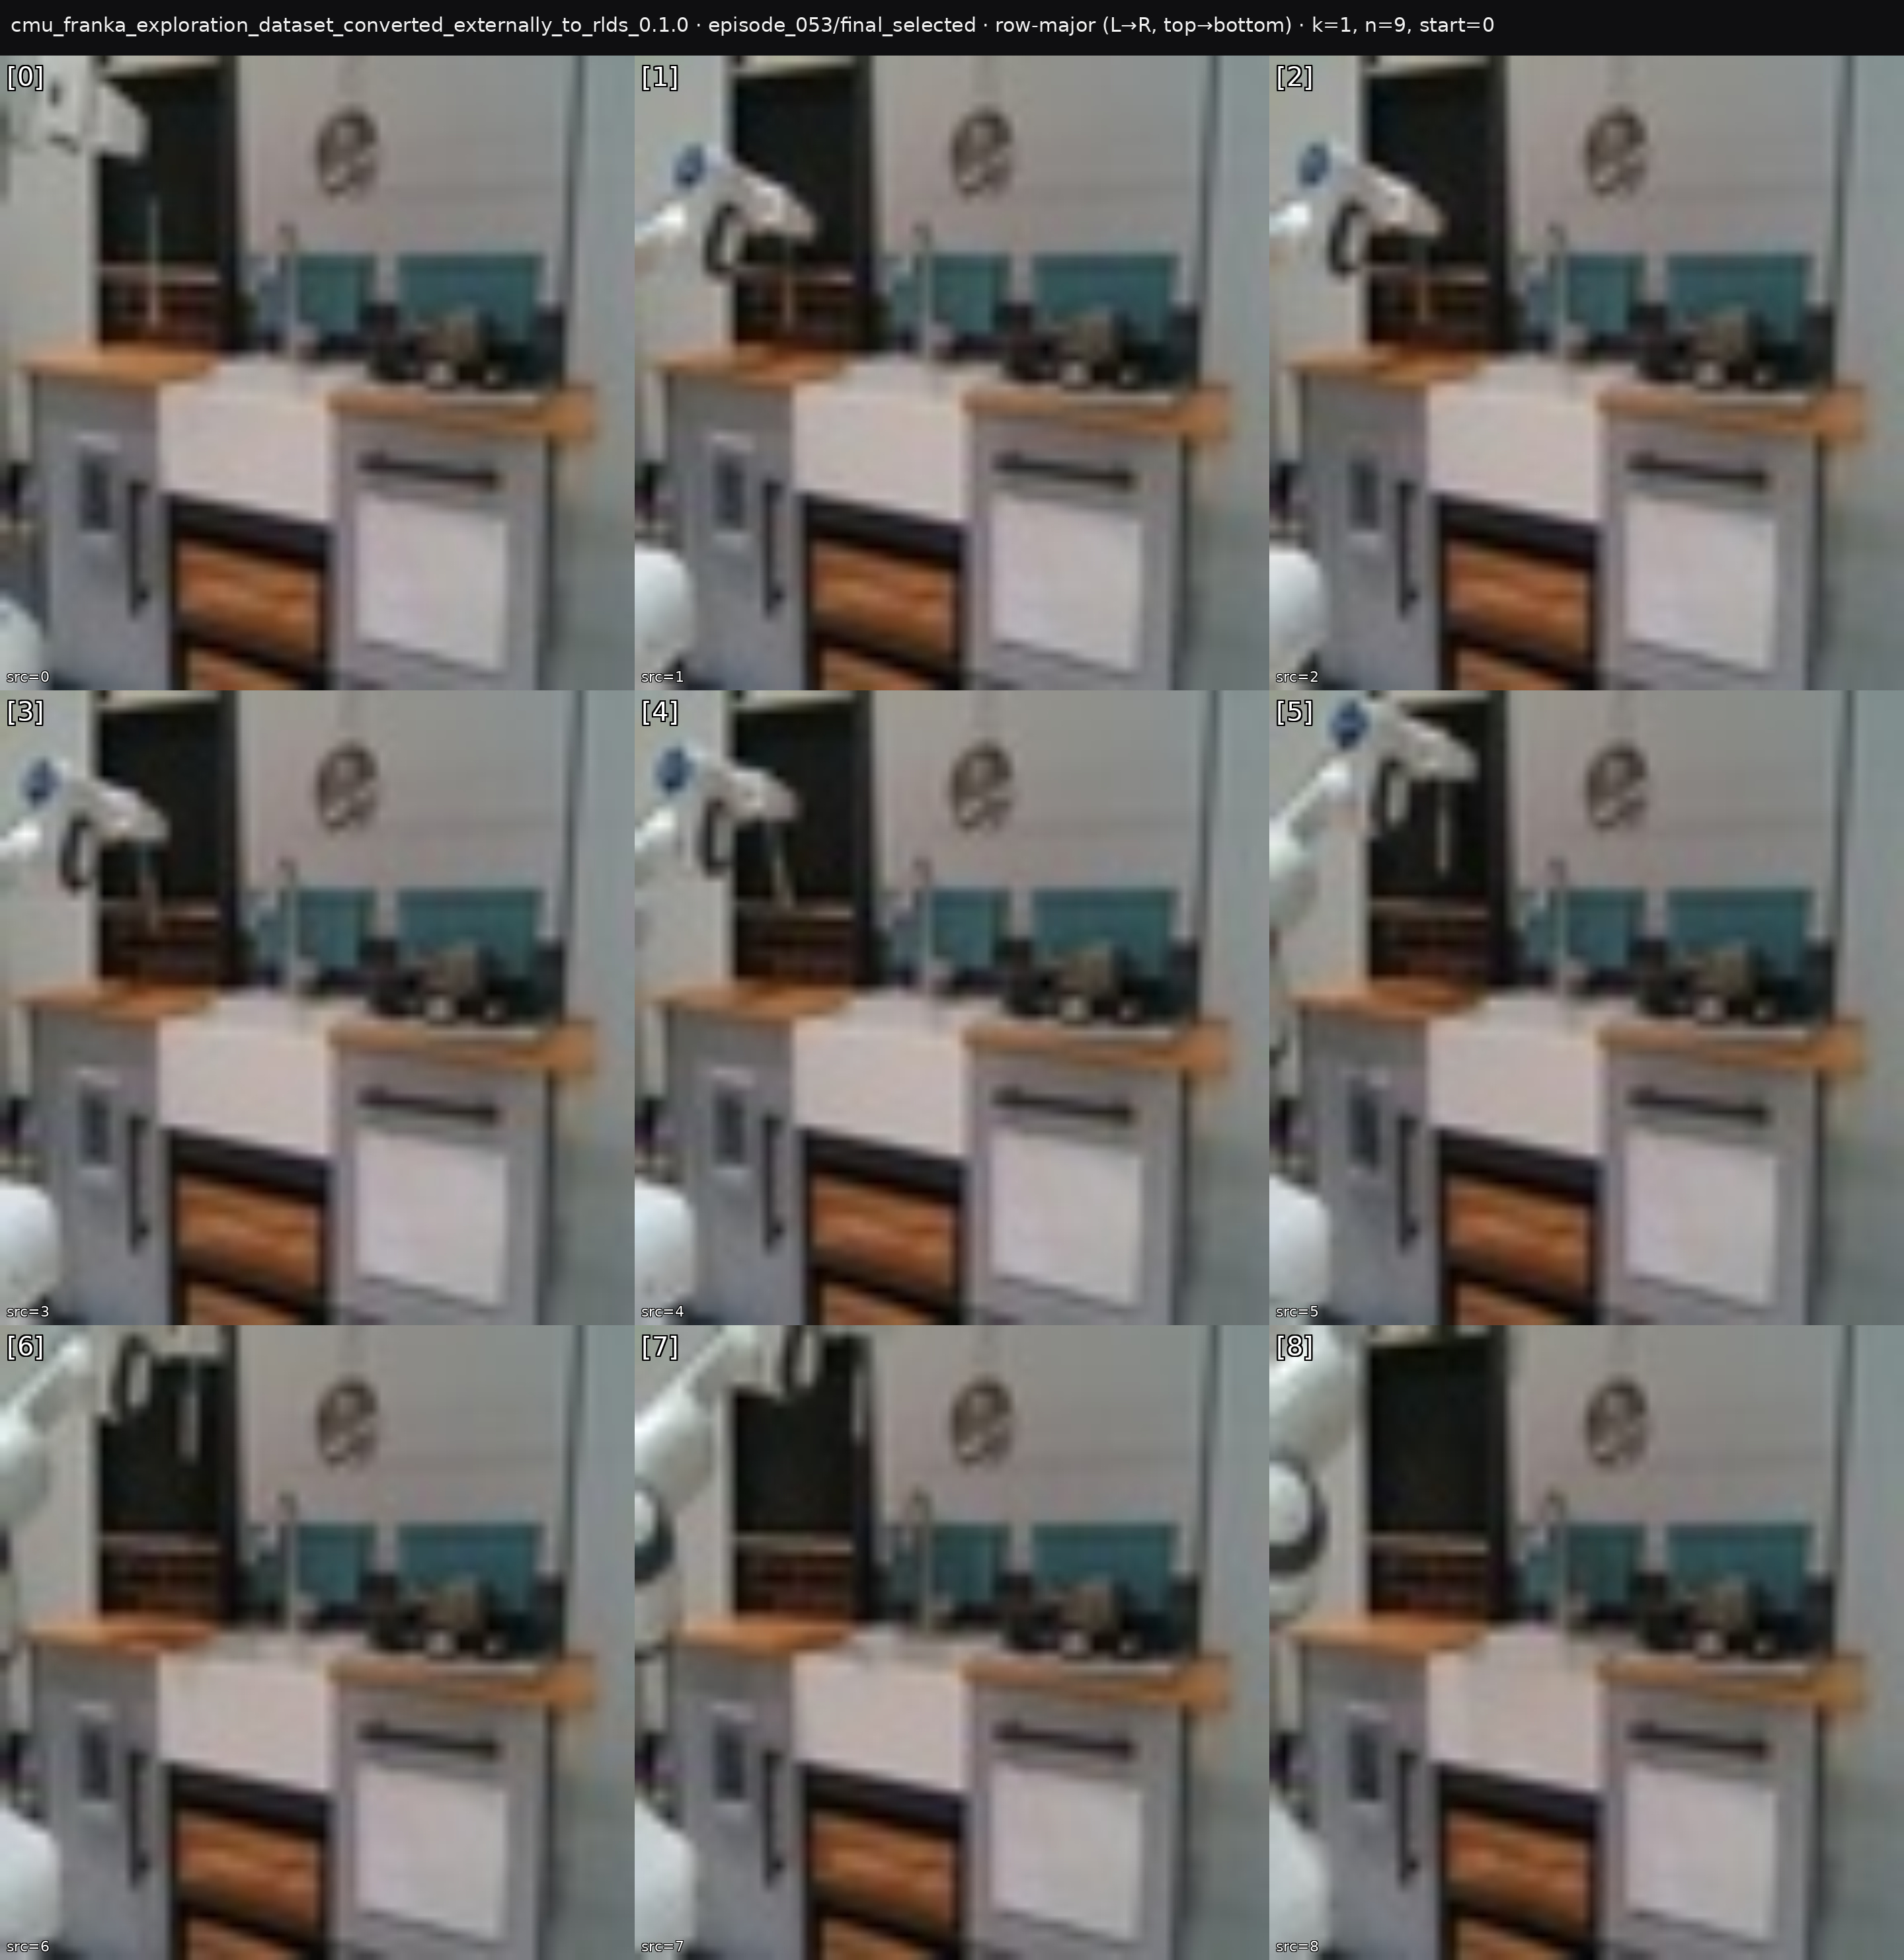 cmu_franka_exploration_dataset_converted_externally_to_rlds_0.1.0 · episode_053/final_selected · row-major (L→R, top→bottom) · k=1, n=9, start=0
[0]
[1]
[2]
src=0
src=1
src=2
[3]
[4]
[5]
src=3
src=4
src=5
[6]
[7]
[8]
src=6
src=7
src=8